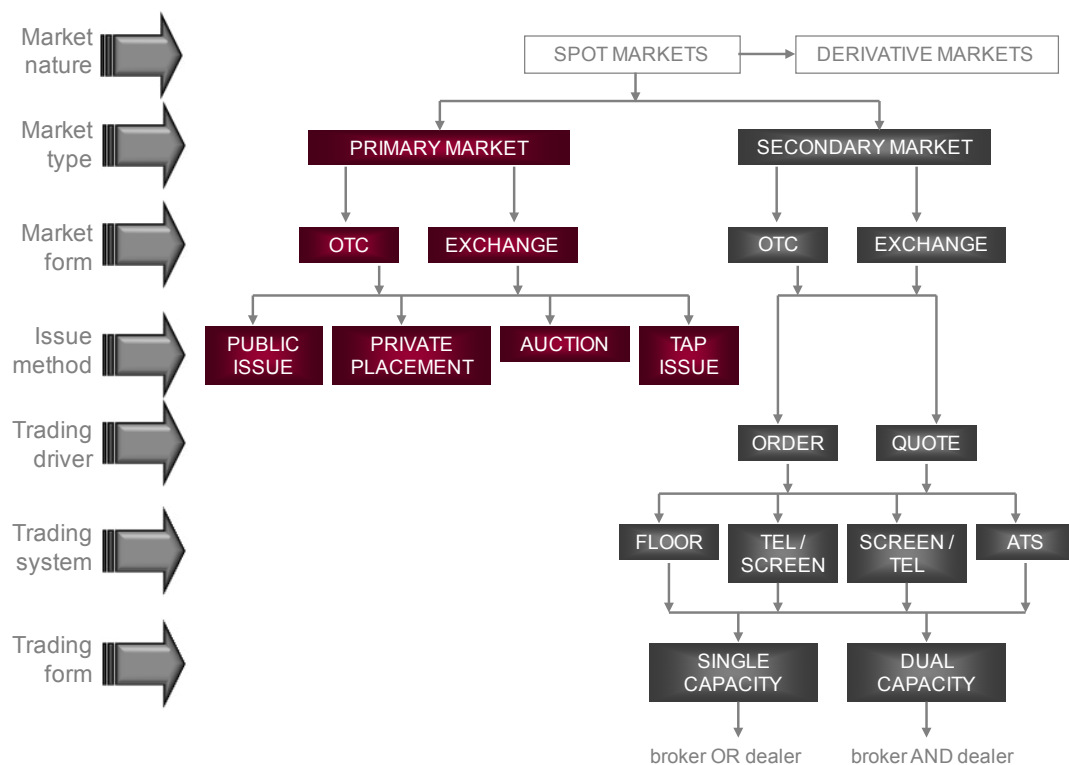 Market
nature
SPOT MARKETS
DERIVATIVE MARKETS
Market
type
PRIMARY MARKET
SECONDARY MARKET
Market
form
OTC
EXCHANGE
OTC
EXCHANGE
Issue
method
PUBLIC
ISSUE
PRIVATE
PLACEMENT
AUCTION
TAP
ISSUE
Trading
driver
ORDER
QUOTE
Trading
system
FLOOR
TEL /
SCREEN
SCREEN /
TEL
ATS
Trading
form
SINGLE
CAPACITY
DUAL
CAPACITY
broker OR dealer
broker AND dealer